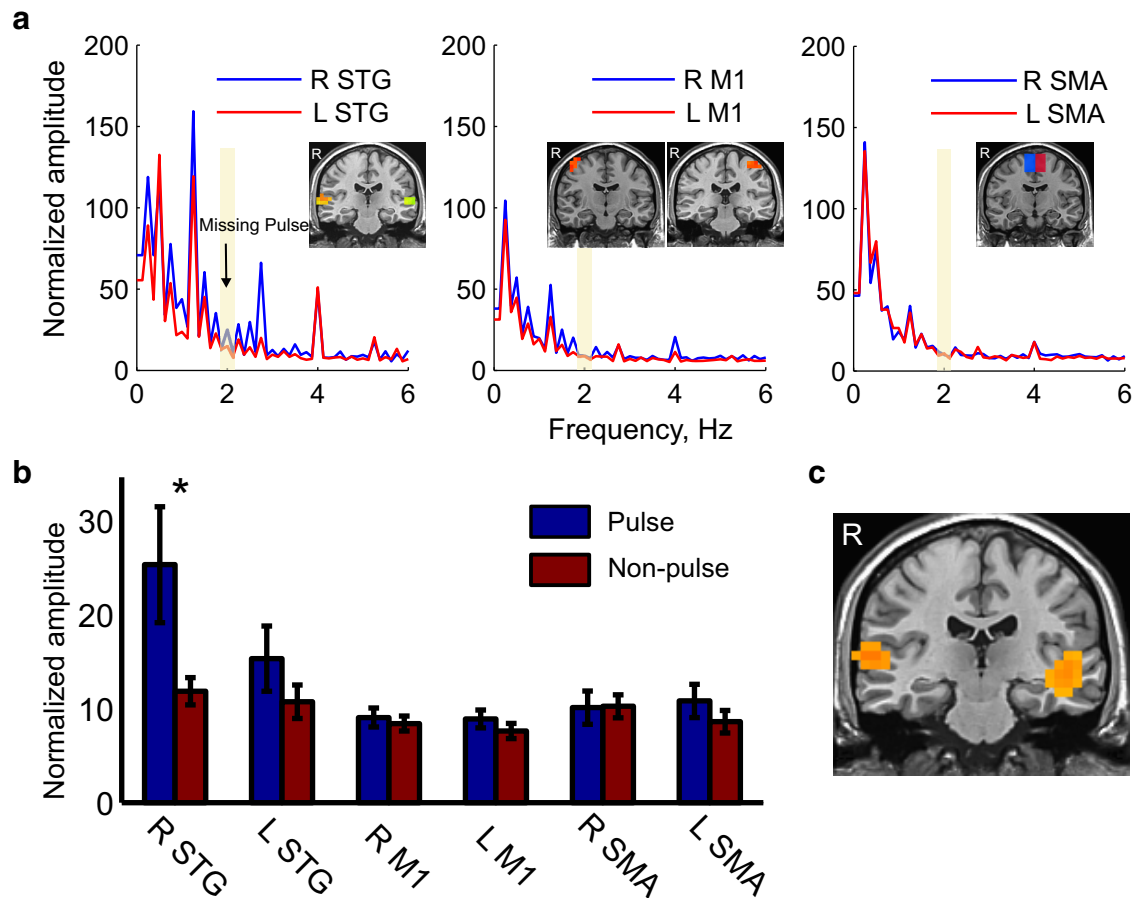 a
Normalized amplitude
200
150
100
50
0
0
2
4
6
R STG
L STG
R
Missing Pulse
200
150
100
50
0
0
2
4
6
R M1
L M1
R
200
150
100
50
0
0
2
4
6
R SMA
L SMA
R
Frequency, Hz
b
Normalized amplitude
30
20
10
0
*
Pulse
Non-pulse
R STG
L STG
R M1
L M1
R SMA
L SMA
c
R